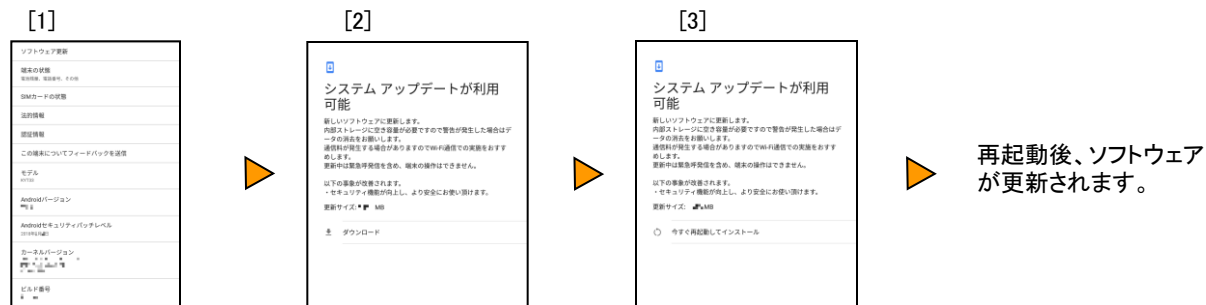 [1]
ソフトウェア更新
端末の状態
電池残量、電話番号、その他
SIMカードの状態
法的情報
認証情報
この端末についてフィードバックを送信
モデル
Androidバージョン
Androidセキュリティパッチレベル
カーネルバージョン
ビルド番号
[2]
システム アップデートが利用
可能
新しいソフトウェアに更新します。
内部ストレージに空き容量が必要ですので警告が発生した場合はデ
ータの消去をお願いします。
通信料が発生する場合がありますのでWi-Fi通信での実施をおすす
めします。
更新中は緊急呼発信を含め、端末の操作はできません。
以下の事象が改善されます。
・セキュリティ機能が向上し、より安全にお使い頂けます。
更新サイズ: MB
ダウンロード
[3]
システム アップデートが利用
可能
新しいソフトウェアに更新します。
内部ストレージに空き容量が必要ですので警告が発生した場合はデ
ータの消去をお願いします。
通信料が発生する場合がありますのでWi-Fi通信での実施をおすす
めします。
更新中は緊急呼発信を含め、端末の操作はできません。
以下の事象が改善されます。
・セキュリティ機能が向上し、より安全にお使い頂けます。
更新サイズ: MB
今すぐ再起動してインストール
再起動後、ソフトウェア
が更新されます。